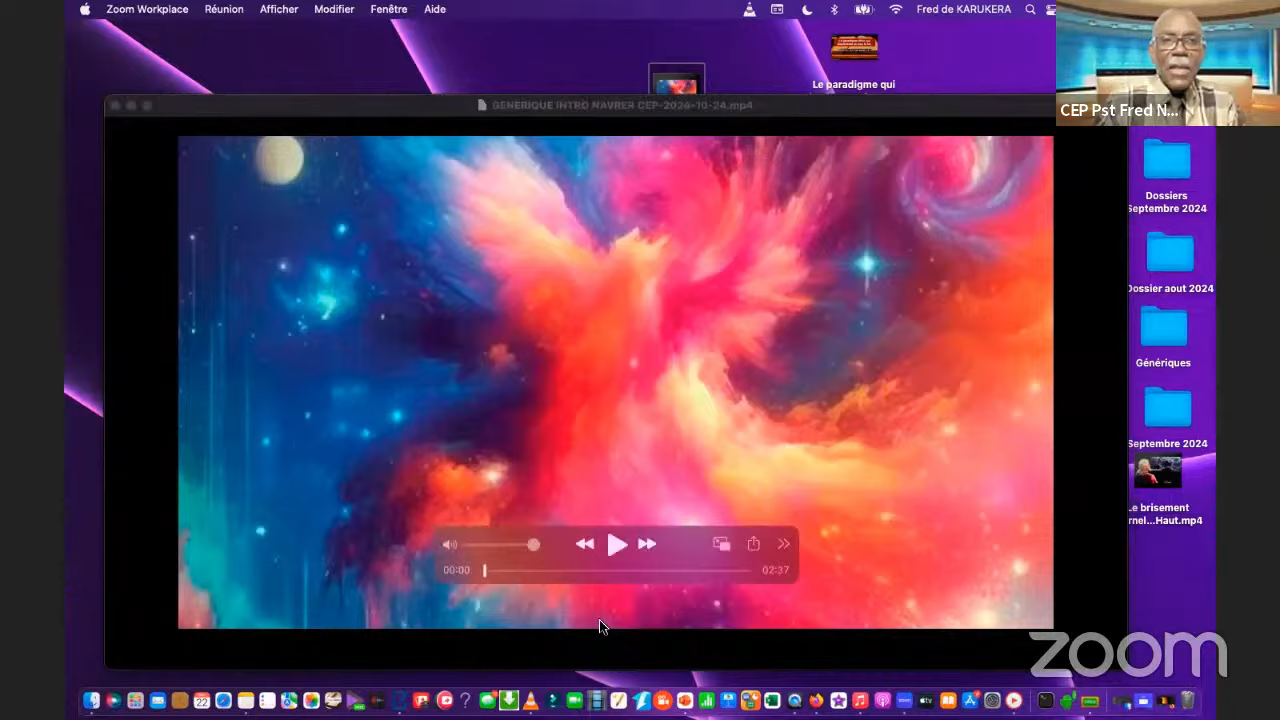 Zoom Workplace Réunion Afficher Modifier Fenêtre Aide Fred de KARUKERA
Le paradigme qui
GENERIQUE INTRO NAVRER CEP-2024-10-24.mp4
CEP Pst Fred N...
Dossiers
Septembre 2024
Dossier aout 2024
Génériques
Septembre 2024
Le brisement
rnel...Haut.mp4
00:00 02:37
zoom
22